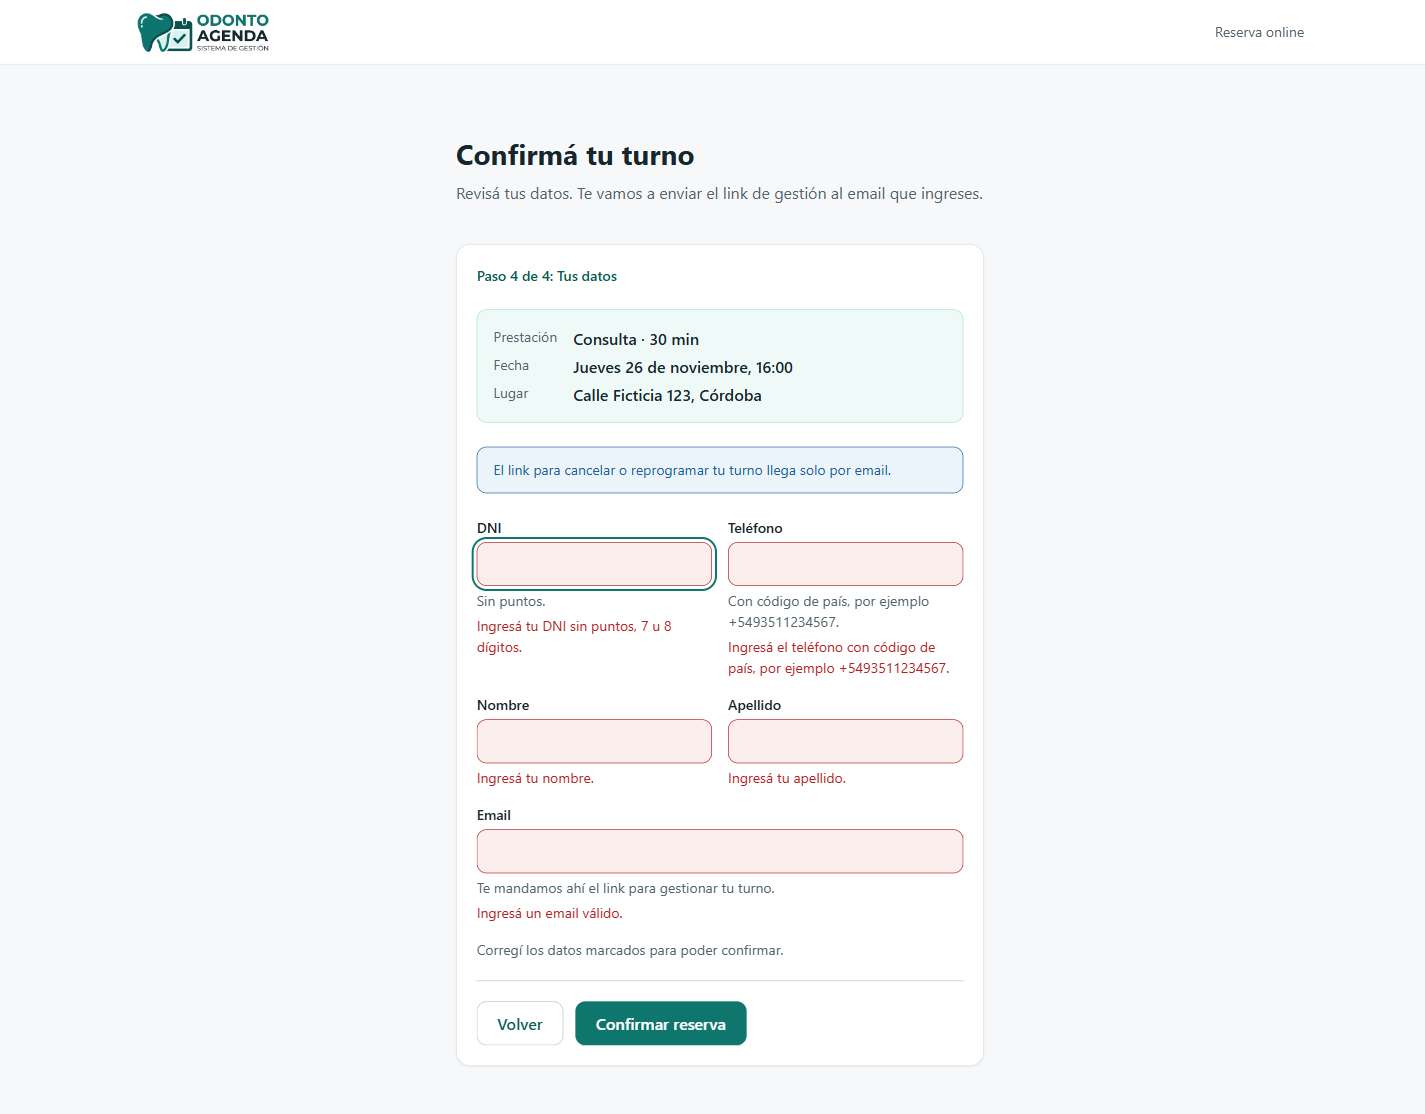 ODONTO
AGENDA
SISTEMA DE GESTIÓN
Reserva online
Confirmá tu turno
Revisá tus datos. Te vamos a enviar el link de gestión al email que ingreses.
Paso 4 de 4: Tus datos
Prestación Consulta · 30 min
Fecha Jueves 26 de noviembre, 16:00
Lugar Calle Ficticia 123, Córdoba
El link para cancelar o reprogramar tu turno llega solo por email.
DNI
Sin puntos.
Ingresá tu DNI sin puntos, 7 u 8
dígitos.
Teléfono
Con código de país, por ejemplo
+5493511234567.
Ingresá el teléfono con código de
país, por ejemplo +5493511234567.
Nombre
Ingresá tu nombre.
Apellido
Ingresá tu apellido.
Email
Te mandamos ahí el link para gestionar tu turno.
Ingresá un email válido.
Corregí los datos marcados para poder confirmar.
Volver
Confirmar reserva